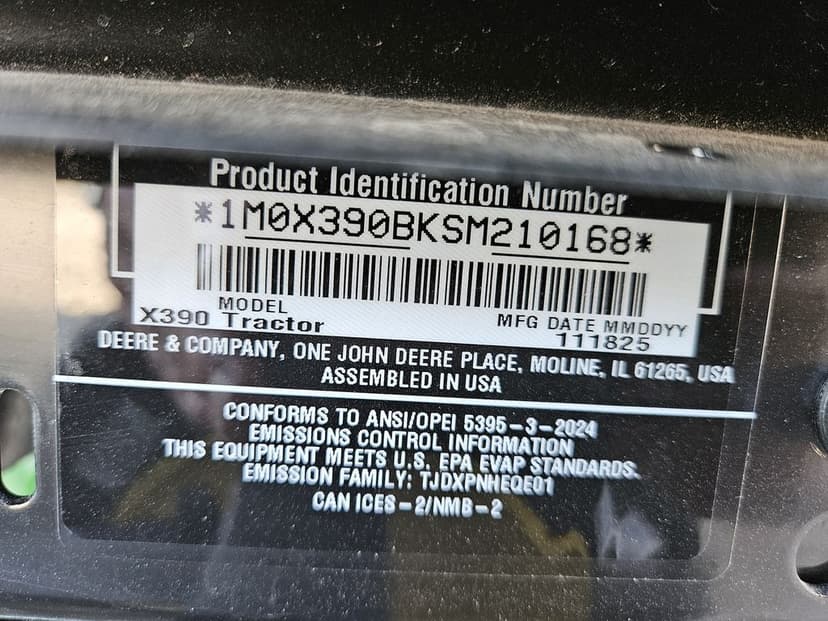 Product Identification Number
*1M0X390BKSM210168*
MODEL
X390 Tractor
MFG DATE MMDDYY
111825
DEERE & COMPANY, ONE JOHN DEERE PLACE, MOLINE, IL 61265, USA
ASSEMBLED IN USA
CONFORMS TO ANSI/OPEI 5395-3-2024
EMISSIONS CONTROL INFORMATION
THIS EQUIPMENT MEETS U.S. EPA EVAP STANDARDS.
EMISSION FAMILY: TJDXPNHEQE01
CAN ICES-2/NMB-2